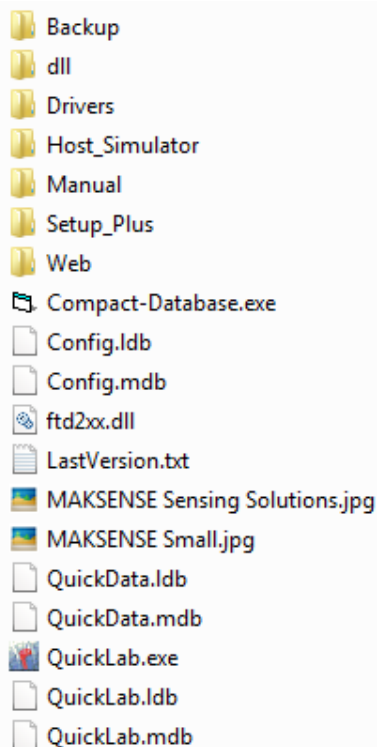 Backup
dll
Drivers
Host_Simulator
Manual
Setup_Plus
Web
Compact-Database.exe
Config.ldb
Config.mdb
ftd2xx.dll
LastVersion.txt
MAKSENSE Sensing Solutions.jpg
MAKSENSE Small.jpg
QuickData.ldb
QuickData.mdb
QuickLab.exe
QuickLab.ldb
QuickLab.mdb